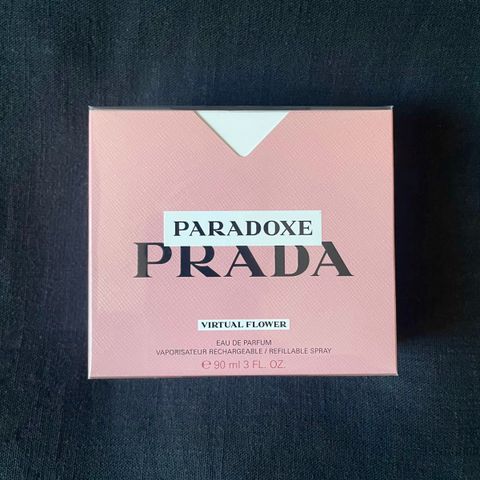 PARADOXE
PRADA
VIRTUAL FLOWER
EAU DE PARFUM
VAPORISATEUR RECHARGEABLE / REFILLABLE SPRAY
℮ 90 ml 3 FL. OZ.